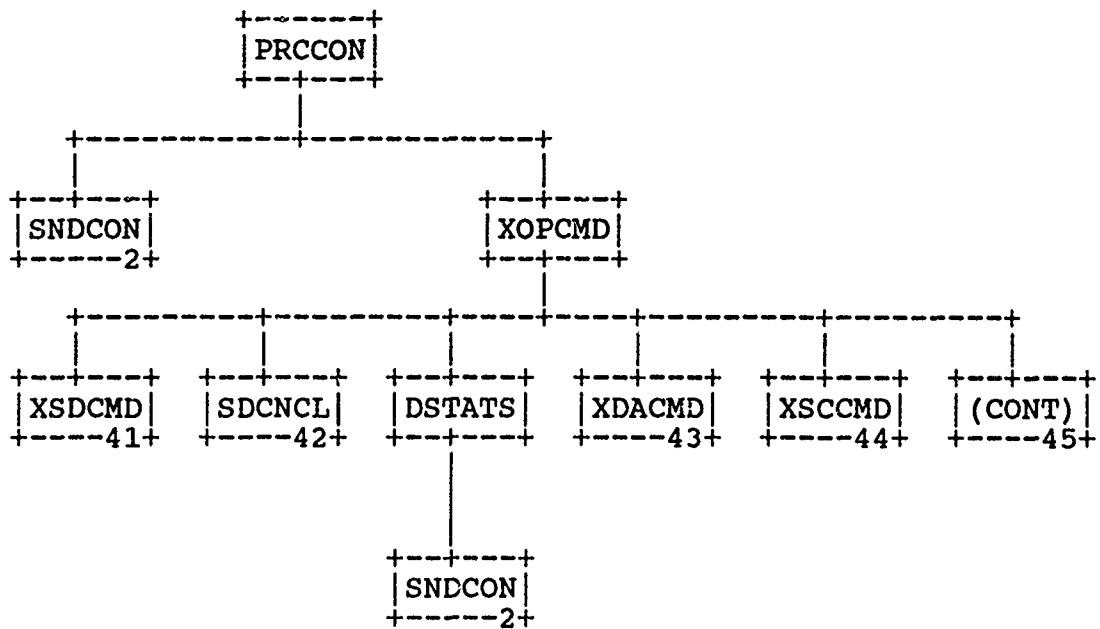 PRCCON
SNDCON
2
XOPCMD
XSDCMD
41
SDCNCL
42
DSTATS
XDACMD
43
XSCCMD
44
(CONT)
45
SNDCON
2